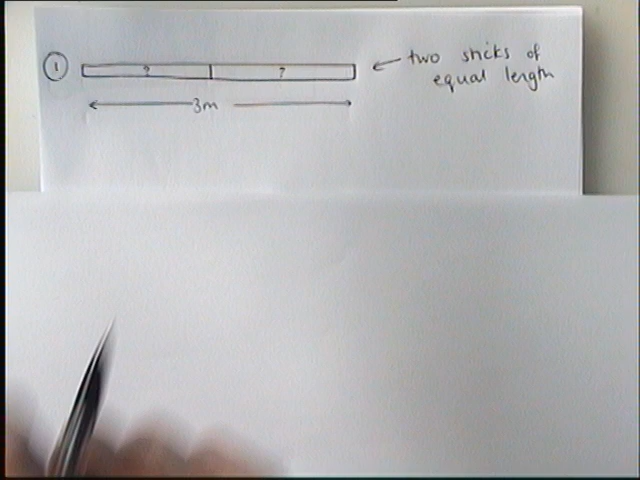 ① ? ? two sticks of
equal length
3m